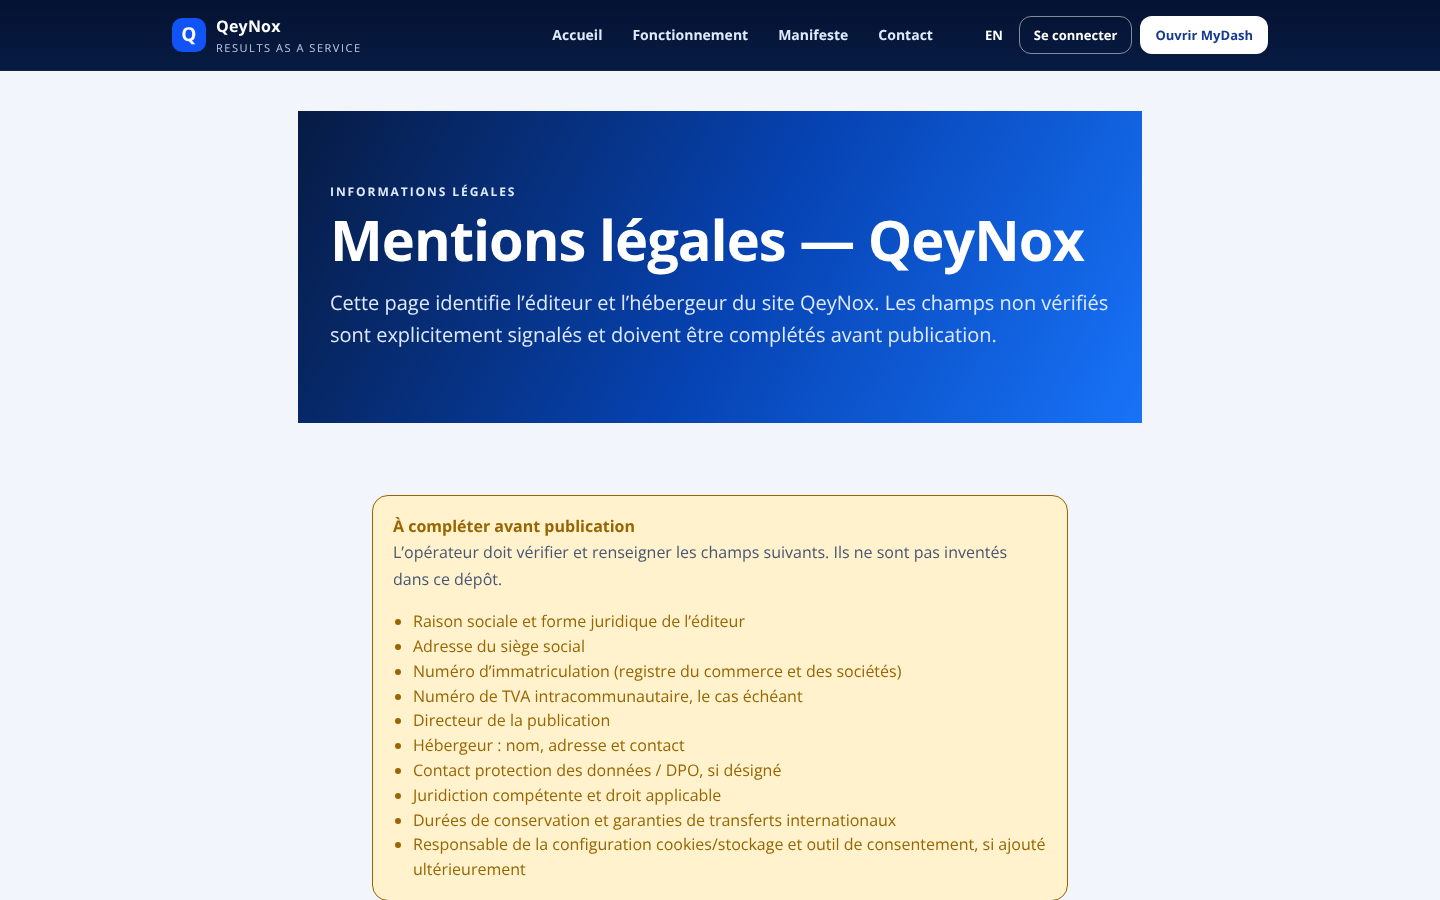 Q
QeyNox
RESULTS AS A SERVICE
Accueil
Fonctionnement
Manifeste
Contact
EN
Se connecter
Ouvrir MyDash
INFORMATIONS LÉGALES
Mentions légales — QeyNox
Cette page identifie l’éditeur et l’hébergeur du site QeyNox. Les champs non vérifiés
sont explicitement signalés et doivent être complétés avant publication.
À compléter avant publication
L’opérateur doit vérifier et renseigner les champs suivants. Ils ne sont pas inventés
dans ce dépôt.
• Raison sociale et forme juridique de l’éditeur
• Adresse du siège social
• Numéro d’immatriculation (registre du commerce et des sociétés)
• Numéro de TVA intracommunautaire, le cas échéant
• Directeur de la publication
• Hébergeur : nom, adresse et contact
• Contact protection des données / DPO, si désigné
• Juridiction compétente et droit applicable
• Durées de conservation et garanties de transferts internationaux
• Responsable de la configuration cookies/stockage et outil de consentement, si ajouté
ultérieurement